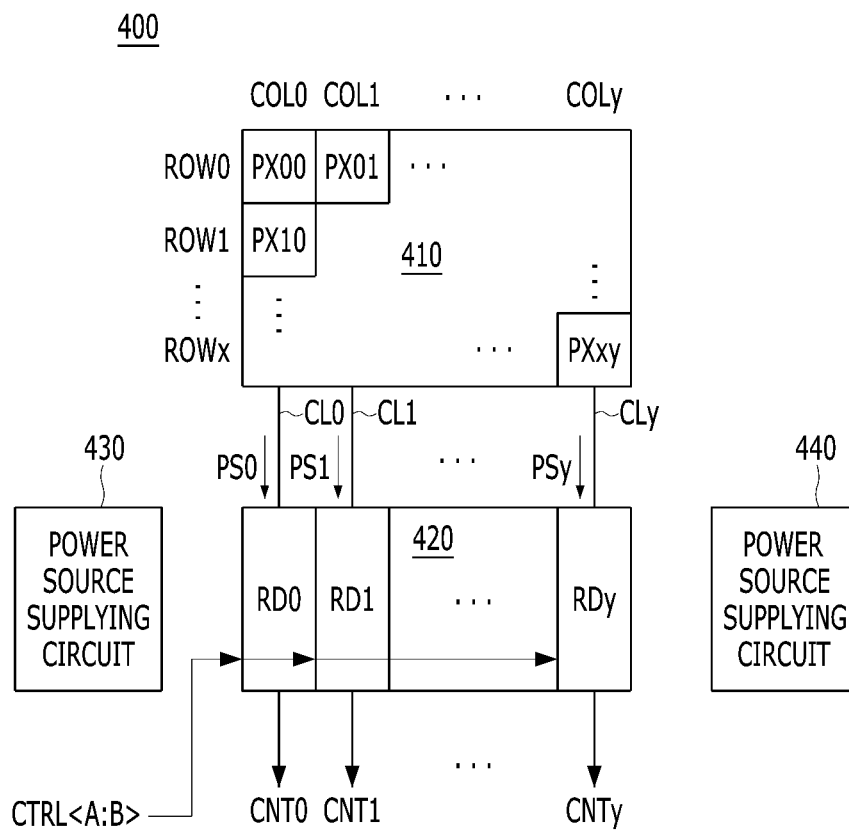 400
COL0 COL1 ... COLy
ROW0 PX00 PX01 ...
ROW1 PX10
410
ROWx ... PXxy
CL0 CL1 CLy
430 PS0 PS1 ... PSy 440
POWER
SOURCE
SUPPLYING
CIRCUIT
420
RD0 RD1 ... RDy
POWER
SOURCE
SUPPLYING
CIRCUIT
...
CTRL<A:B> CNT0 CNT1 CNTy